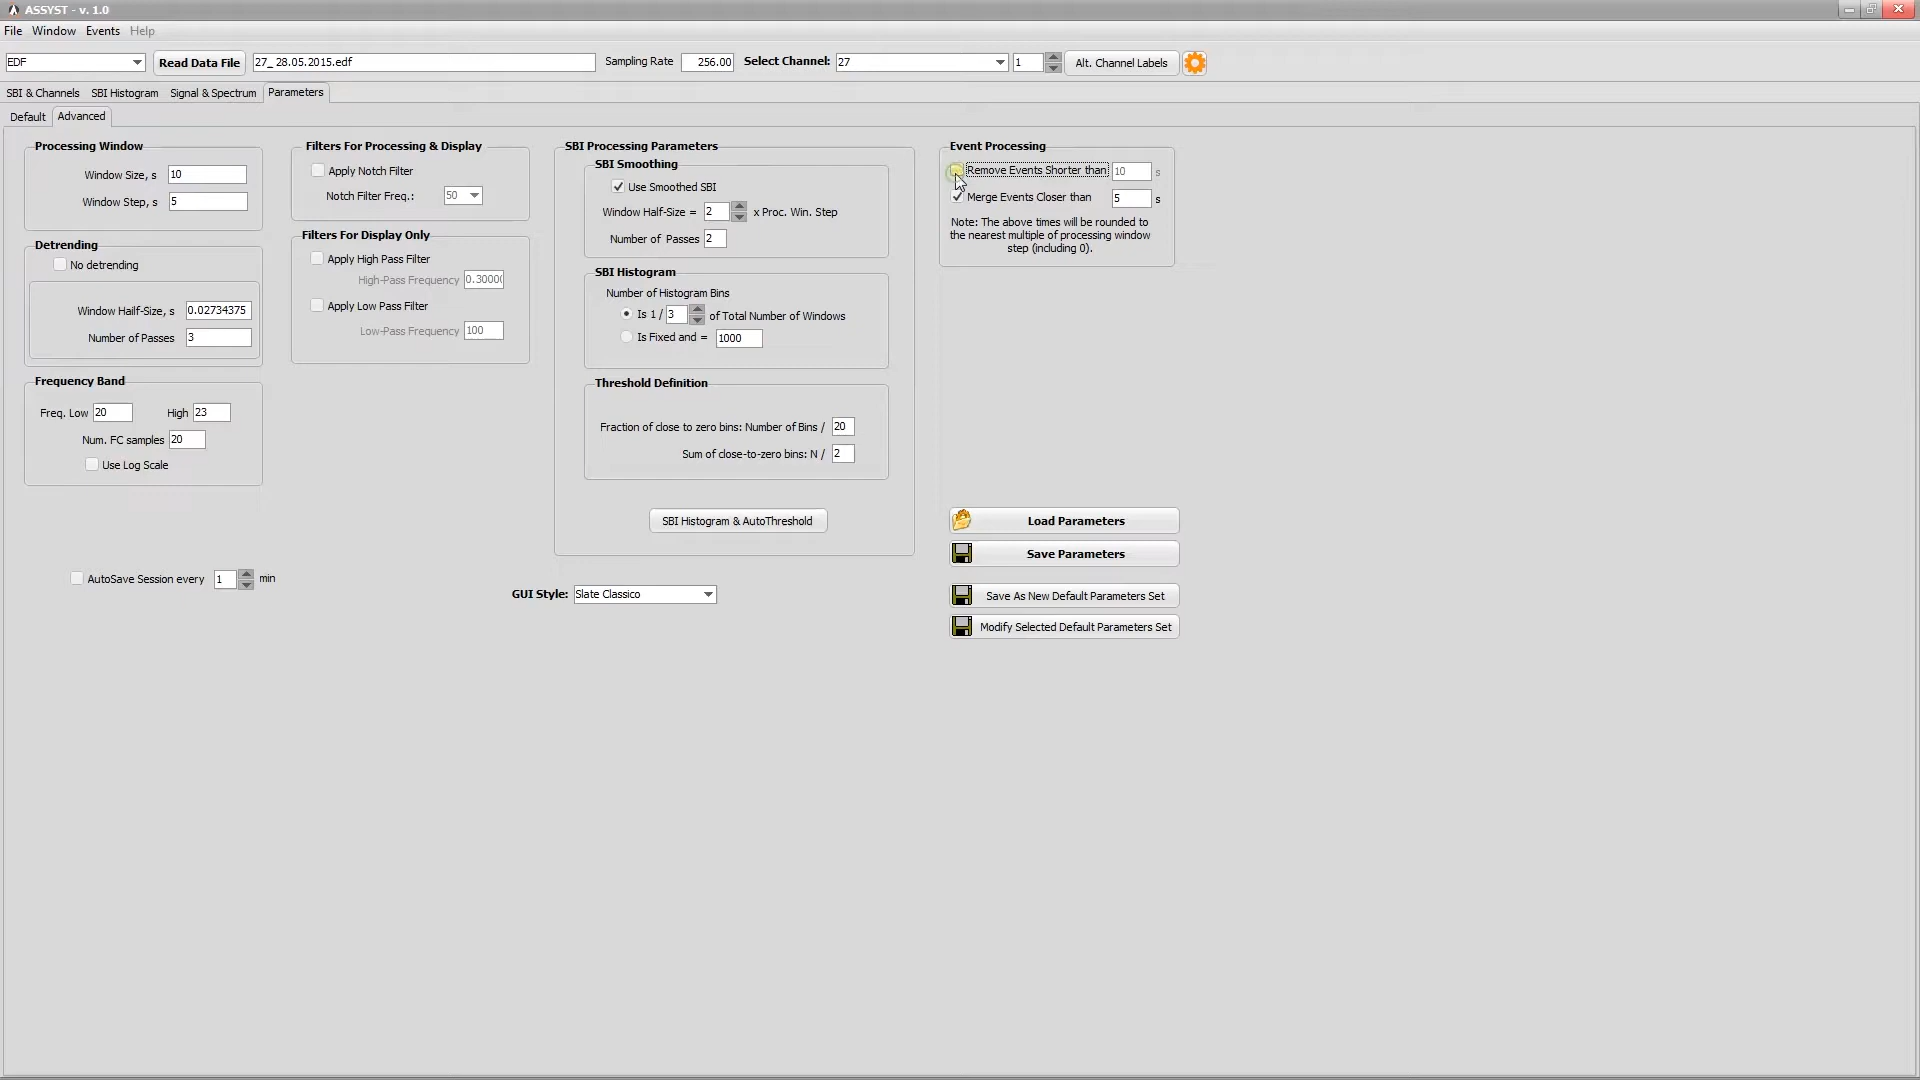 ASSYST - v. 1.0
File Window Events Help
EDF Read Data File 27_ 28.05.2015.edf Sampling Rate 256.00 Select Channel: 27 1 Alt. Channel Labels
SBI & Channels SBI Histogram Signal & Spectrum Parameters
Default Advanced
Processing Window
Window Size, s 10
Window Step, s 5
Detrending
No detrending
Window Hailf-Size, s 0.02734375
Number of Passes 3
Frequency Band
Freq. Low 20 High 23
Num. FC samples 20
Use Log Scale
AutoSave Session every 1 min
Filters For Processing & Display
Apply Notch Filter
Notch Filter Freq.: 50
Filters For Display Only
Apply High Pass Filter
High-Pass Frequency 0.3000(
Apply Low Pass Filter
Low-Pass Frequency 100
SBI Processing Parameters
SBI Smoothing
Use Smoothed SBI
Window Half-Size = 2 x Proc. Win. Step
Number of Passes 2
SBI Histogram
Number of Histogram Bins
Is 1 / 3 of Total Number of Windows
Is Fixed and = 1000
Threshold Definition
Fraction of close to zero bins: Number of Bins / 20
Sum of close-to-zero bins: N / 2
SBI Histogram & AutoThreshold
GUI Style: Slate Classico
Event Processing
Remove Events Shorter than 10 s
Merge Events Closer than 5 s
Note: The above times will be rounded to
the nearest multiple of processing window
step (including 0).
Load Parameters
Save Parameters
Save As New Default Parameters Set
Modify Selected Default Parameters Set